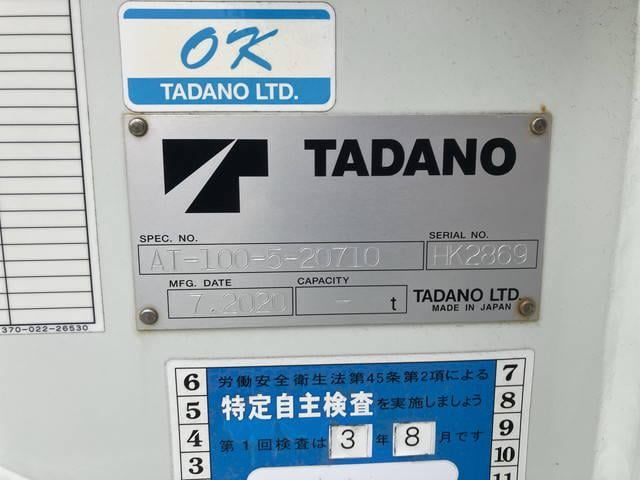 OK
TADANO LTD.
TADANO
SPEC. NO.
SERIAL NO.
AT-100-5-20710
HK2869
MFG. DATE
CAPACITY
7.2020
- t
TADANO LTD.
MADE IN JAPAN
370-022-26530
6 労働安全衛生法第45条第2項による 7
5 特定自主検査を実施しましょう 8
4 第1回検査は 3 年 8 月です 9
3 10
11